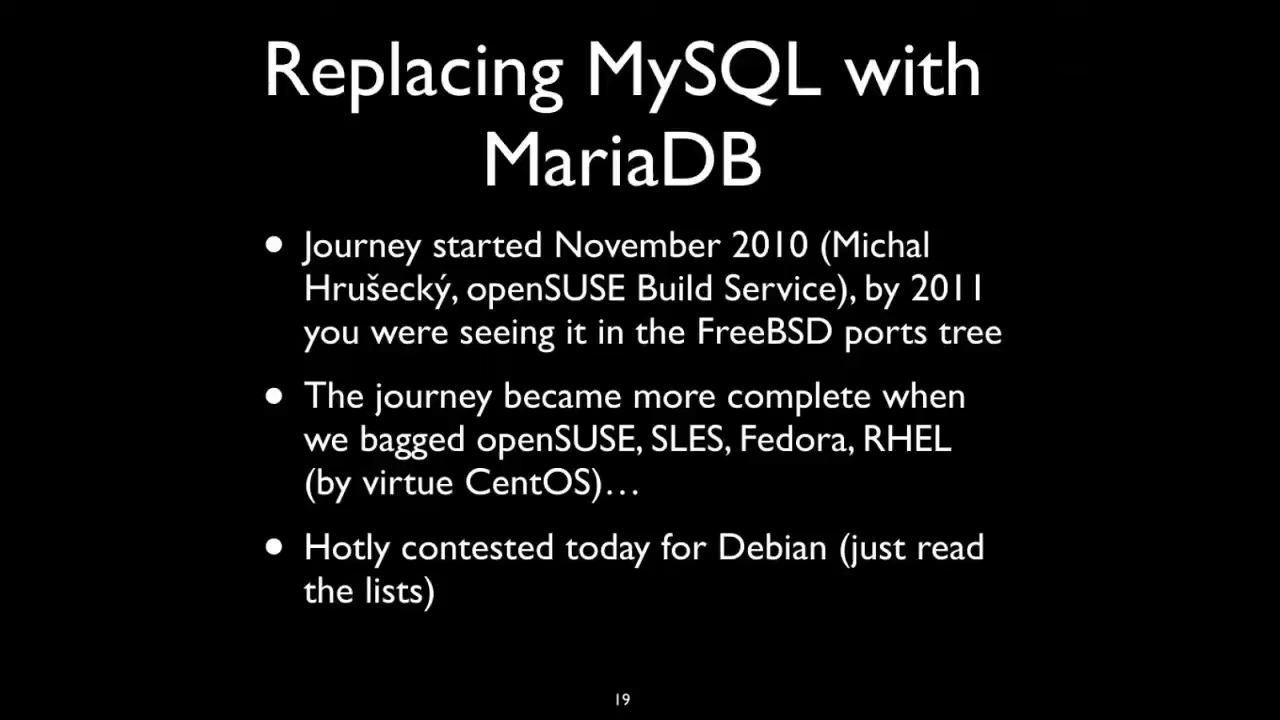 Replacing MySQL with
MariaDB
• Journey started November 2010 (Michal
Hrušecký, openSUSE Build Service), by 2011
you were seeing it in the FreeBSD ports tree
• The journey became more complete when
we bagged openSUSE, SLES, Fedora, RHEL
(by virtue CentOS)…
• Hotly contested today for Debian (just read
the lists)
19